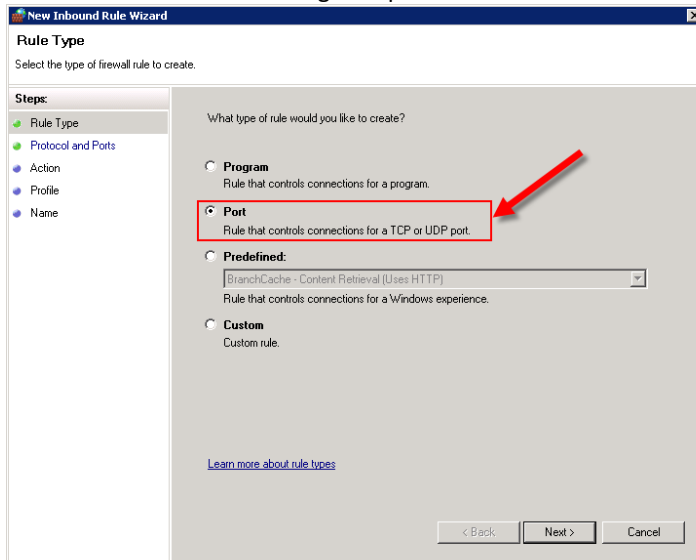 New Inbound Rule Wizard
Rule Type
Select the type of firewall rule to create.
Steps:
Rule Type
Protocol and Ports
Action
Profile
Name
What type of rule would you like to create?
Program
Rule that controls connections for a program.
Port
Rule that controls connections for a TCP or UDP port.
Predefined:
BranchCache - Content Retrieval (Uses HTTP)
Rule that controls connections for a Windows experience.
Custom
Custom rule.
Learn more about rule types
< Back
Next >
Cancel